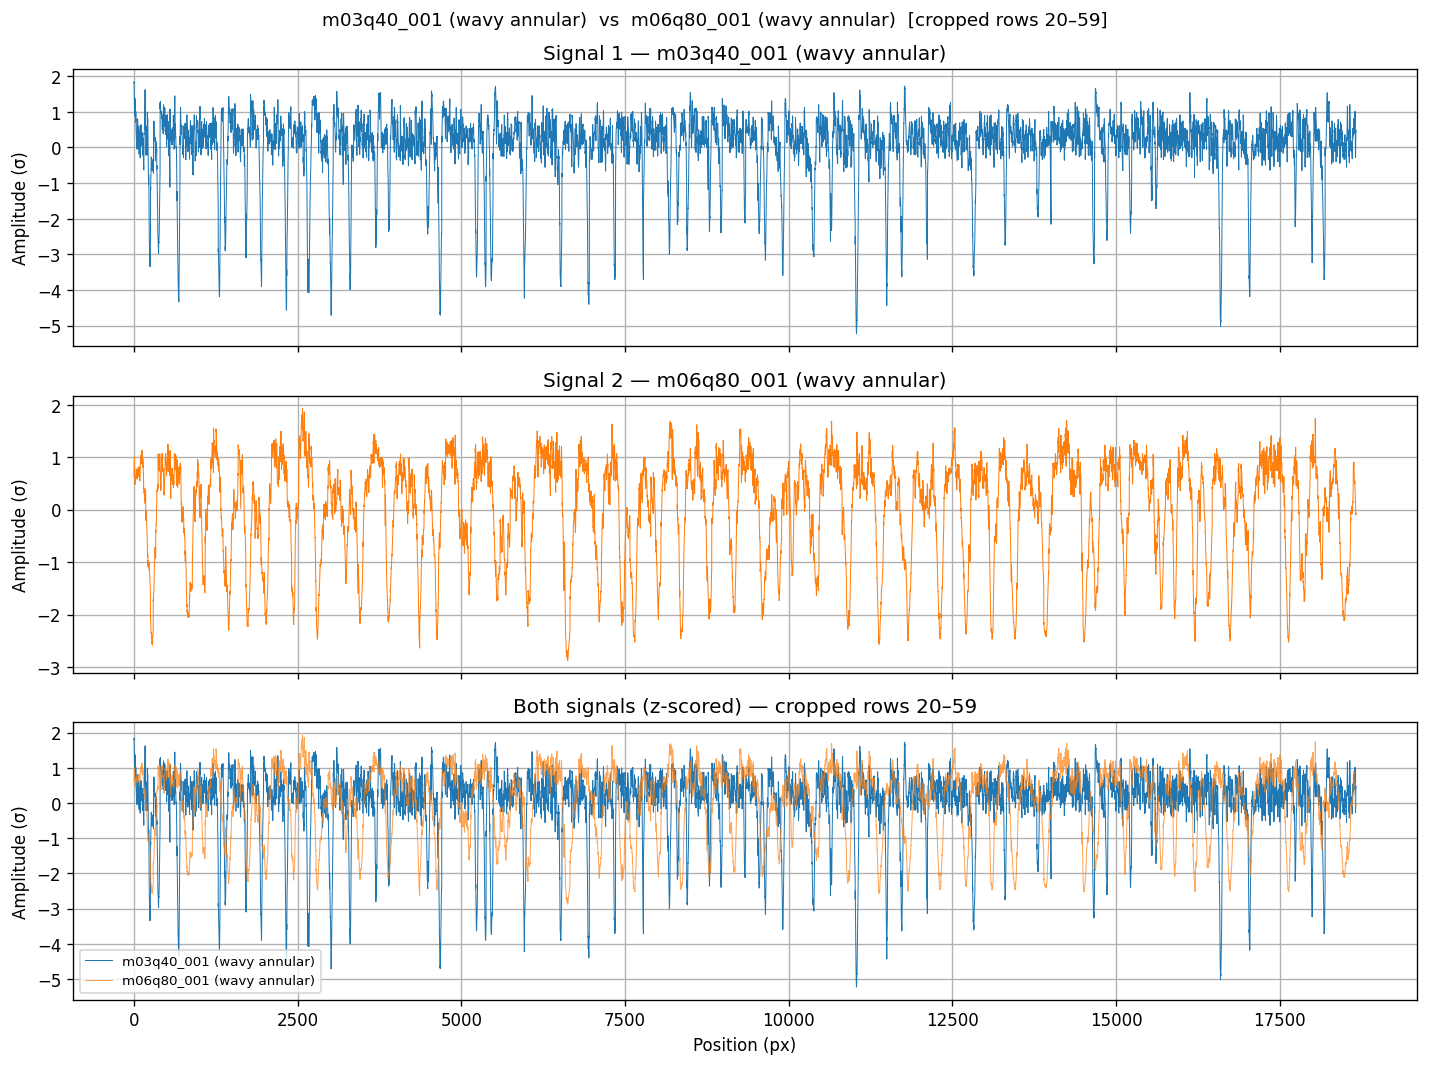 m03q40_001 (wavy annular)  vs  m06q80_001 (wavy annular)  [cropped rows 20–59]
Signal 1 — m03q40_001 (wavy annular)
2
1
0
−1
−2
−3
−4
−5
Amplitude (σ)
Signal 2 — m06q80_001 (wavy annular)
2
1
0
−1
−2
−3
Amplitude (σ)
Both signals (z-scored) — cropped rows 20–59
2
1
0
−1
−2
−3
−4
−5
Amplitude (σ)
m03q40_001 (wavy annular)
m06q80_001 (wavy annular)
0 2500 5000 7500 10000 12500 15000 17500
Position (px)